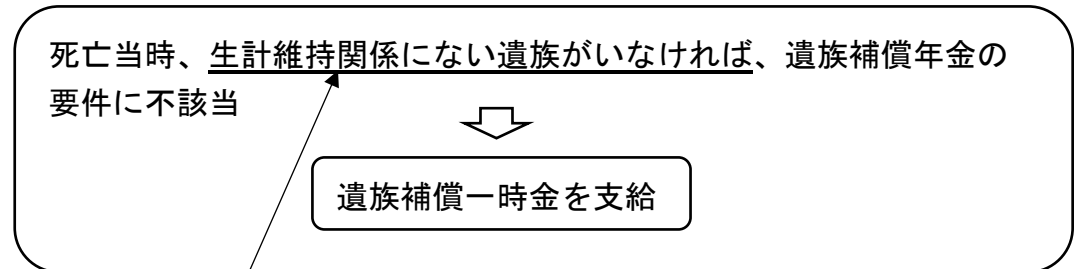 死亡当時、生計維持関係にない遺族がいなければ、遺族補償年金の
要件に不該当
遺族補償一時金を支給